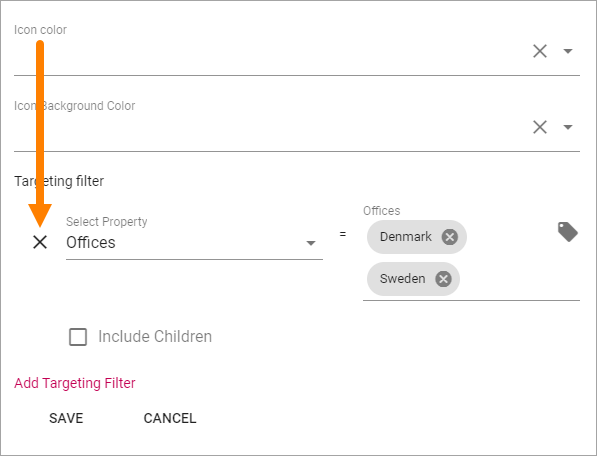 Icon color
Icon Background Color
Targeting filter
Select Property
Offices
=
Offices
Denmark
Sweden
Include Children
Add Targeting Filter
SAVE CANCEL